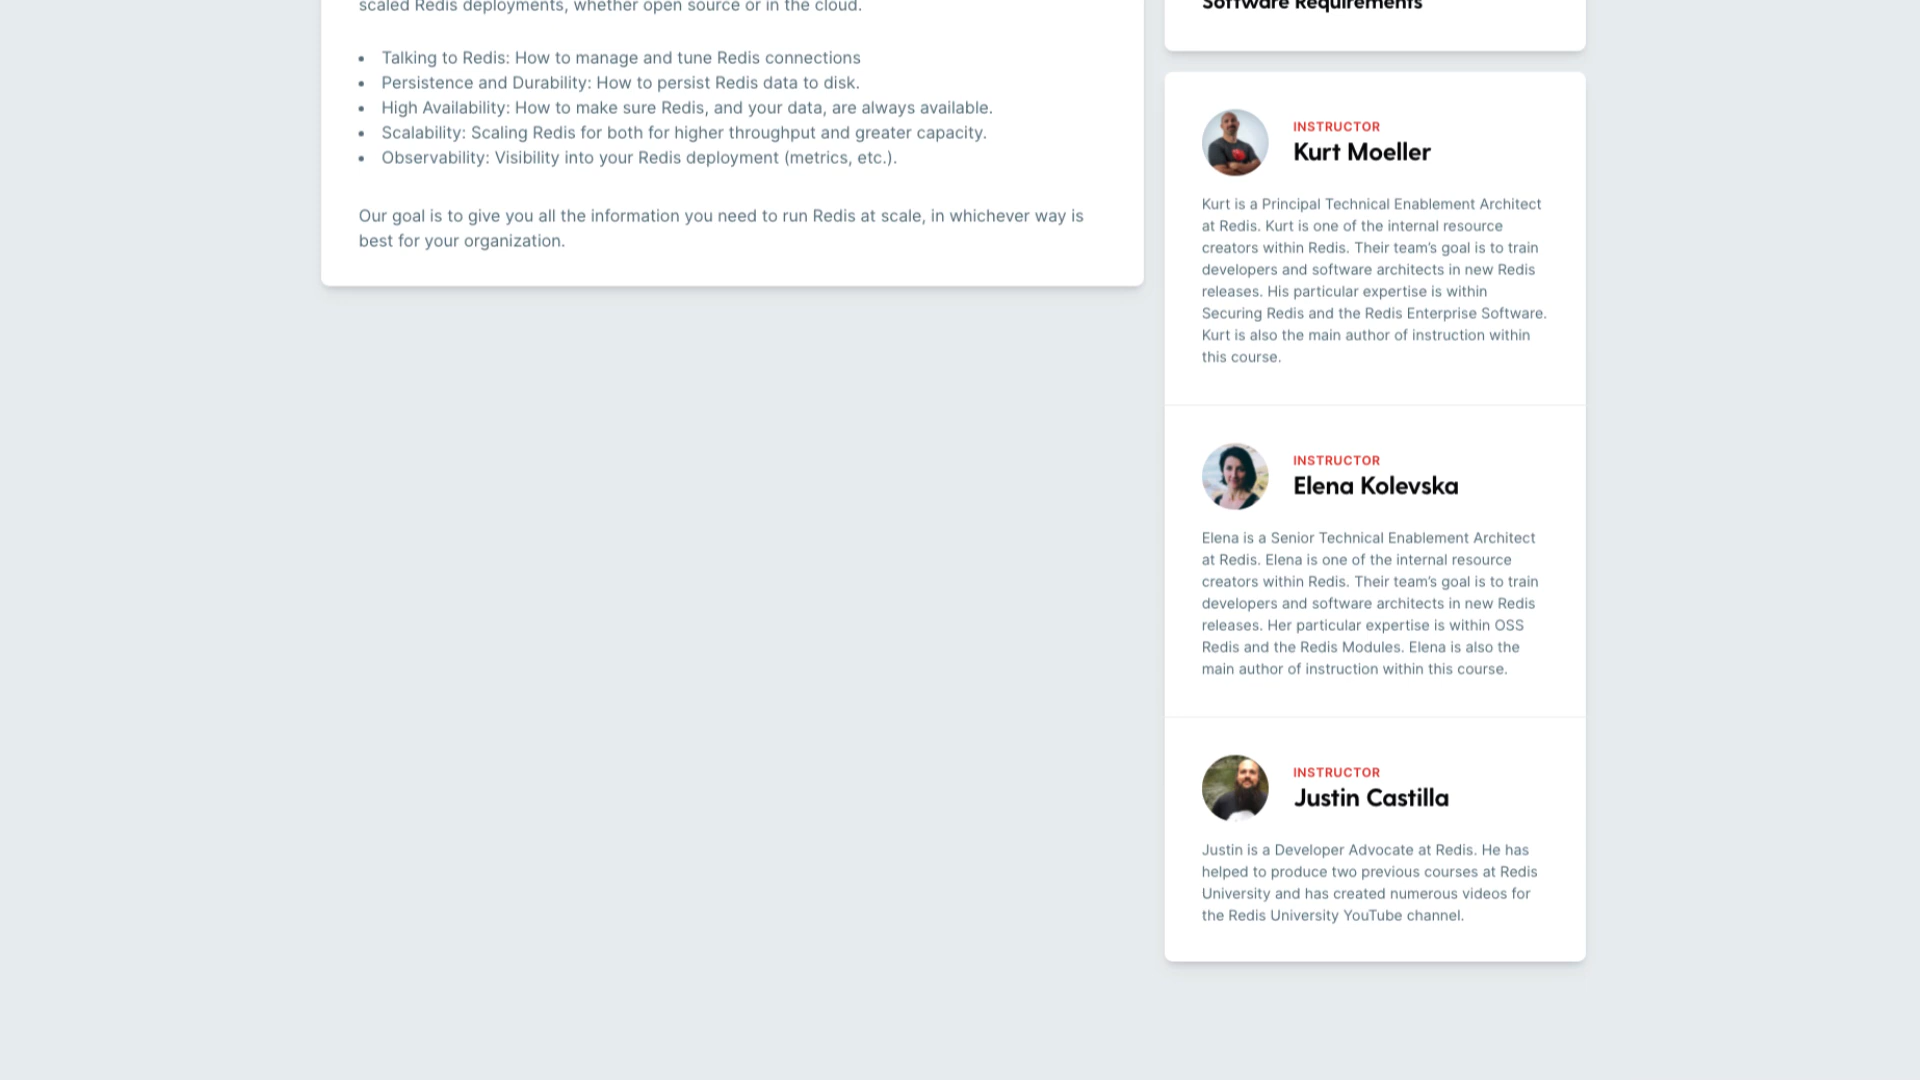 scaled Redis deployments, whether open source or in the cloud.
• Talking to Redis: How to manage and tune Redis connections
• Persistence and Durability: How to persist Redis data to disk.
• High Availability: How to make sure Redis, and your data, are always available.
• Scalability: Scaling Redis for both for higher throughput and greater capacity.
• Observability: Visibility into your Redis deployment (metrics, etc.).
Our goal is to give you all the information you need to run Redis at scale, in whichever way is
best for your organization.
Software Requirements
INSTRUCTOR
Kurt Moeller
Kurt is a Principal Technical Enablement Architect
at Redis. Kurt is one of the internal resource
creators within Redis. Their team’s goal is to train
developers and software architects in new Redis
releases. His particular expertise is within
Securing Redis and the Redis Enterprise Software.
Kurt is also the main author of instruction within
this course.
INSTRUCTOR
Elena Kolevska
Elena is a Senior Technical Enablement Architect
at Redis. Elena is one of the internal resource
creators within Redis. Their team’s goal is to train
developers and software architects in new Redis
releases. Her particular expertise is within OSS
Redis and the Redis Modules. Elena is also the
main author of instruction within this course.
INSTRUCTOR
Justin Castilla
Justin is a Developer Advocate at Redis. He has
helped to produce two previous courses at Redis
University and has created numerous videos for
the Redis University YouTube channel.